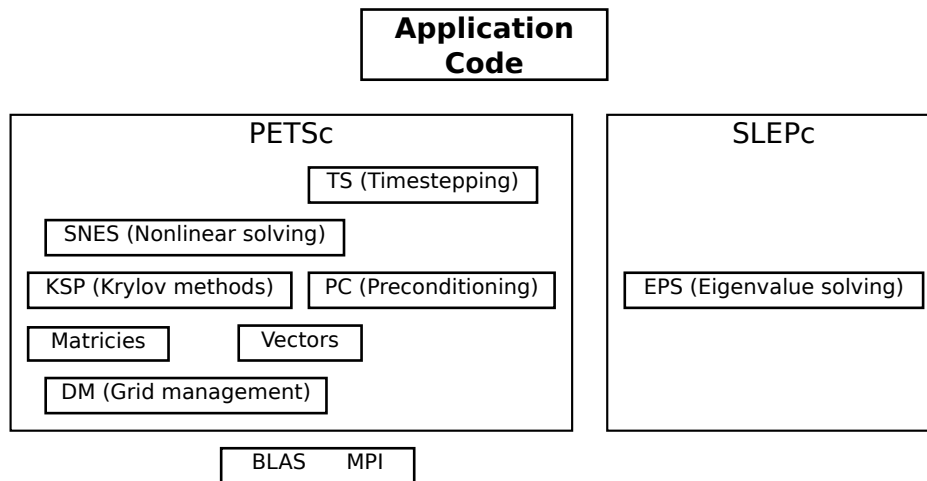 Application
Code
PETSc
SLEPc
TS (Timestepping)
SNES (Nonlinear solving)
KSP (Krylov methods)
PC (Preconditioning)
EPS (Eigenvalue solving)
Matricies
Vectors
DM (Grid management)
BLAS MPI